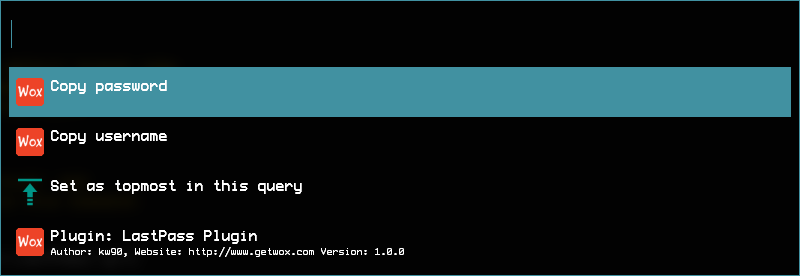 Wox Copy password
Wox Copy username
Set as topmost in this query
Wox Plugin: LastPass Plugin
Author: kw90, Website: http://www.getwox.com Version: 1.0.0